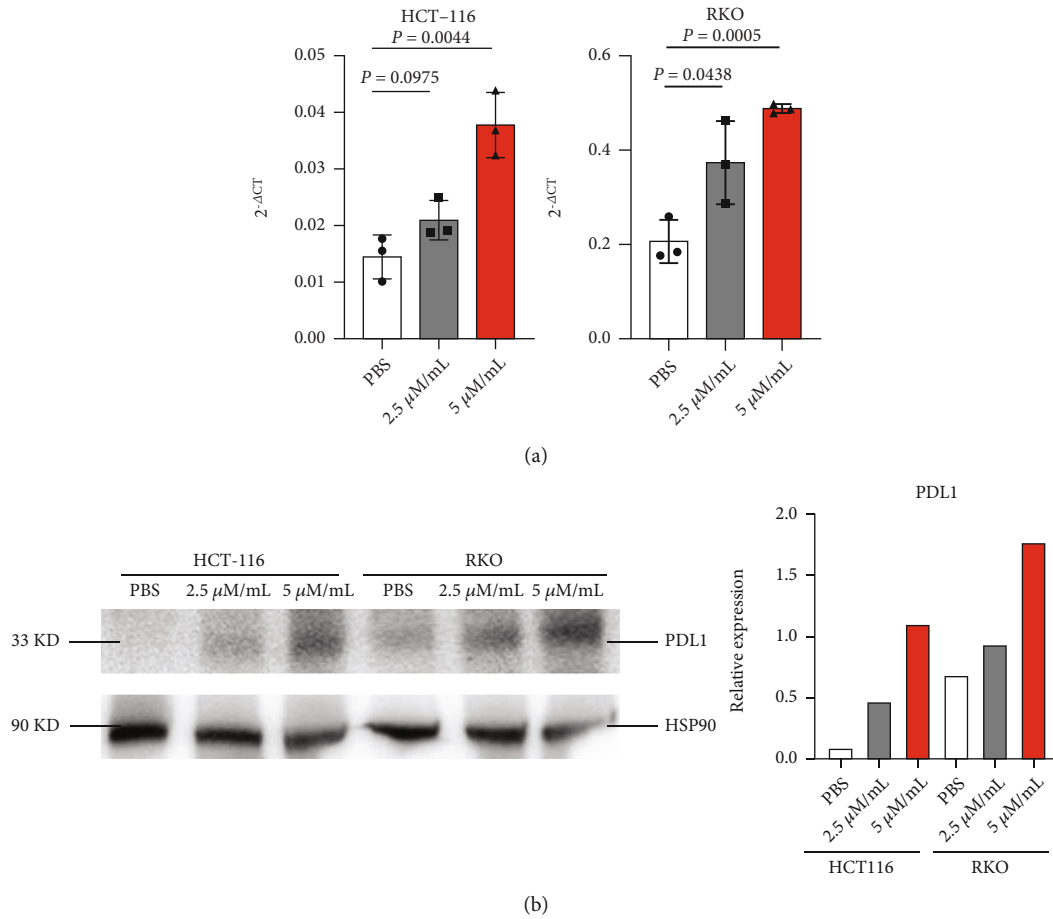 HCT–116
P = 0.0044
P = 0.0975
0.05
0.04
0.03
0.02
0.01
0.00
2-ΔCT
PBS
2.5 μM/mL
5 μM/mL
RKO
P = 0.0005
P = 0.0438
0.6
0.4
0.2
0.0
2-ΔCT
PBS
2.5 μM/mL
5 μM/mL
(a)
HCT-116 RKO
PBS 2.5 μM/mL 5 μM/mL PBS 2.5 μM/mL 5 μM/mL
33 KD PDL1
90 KD HSP90
PDL1
2.0
1.5
1.0
0.5
0.0
Relative expression
PBS
2.5 μM/mL
5 μM/mL
PBS
2.5 μM/mL
5 μM/mL
HCT116 RKO
(b)